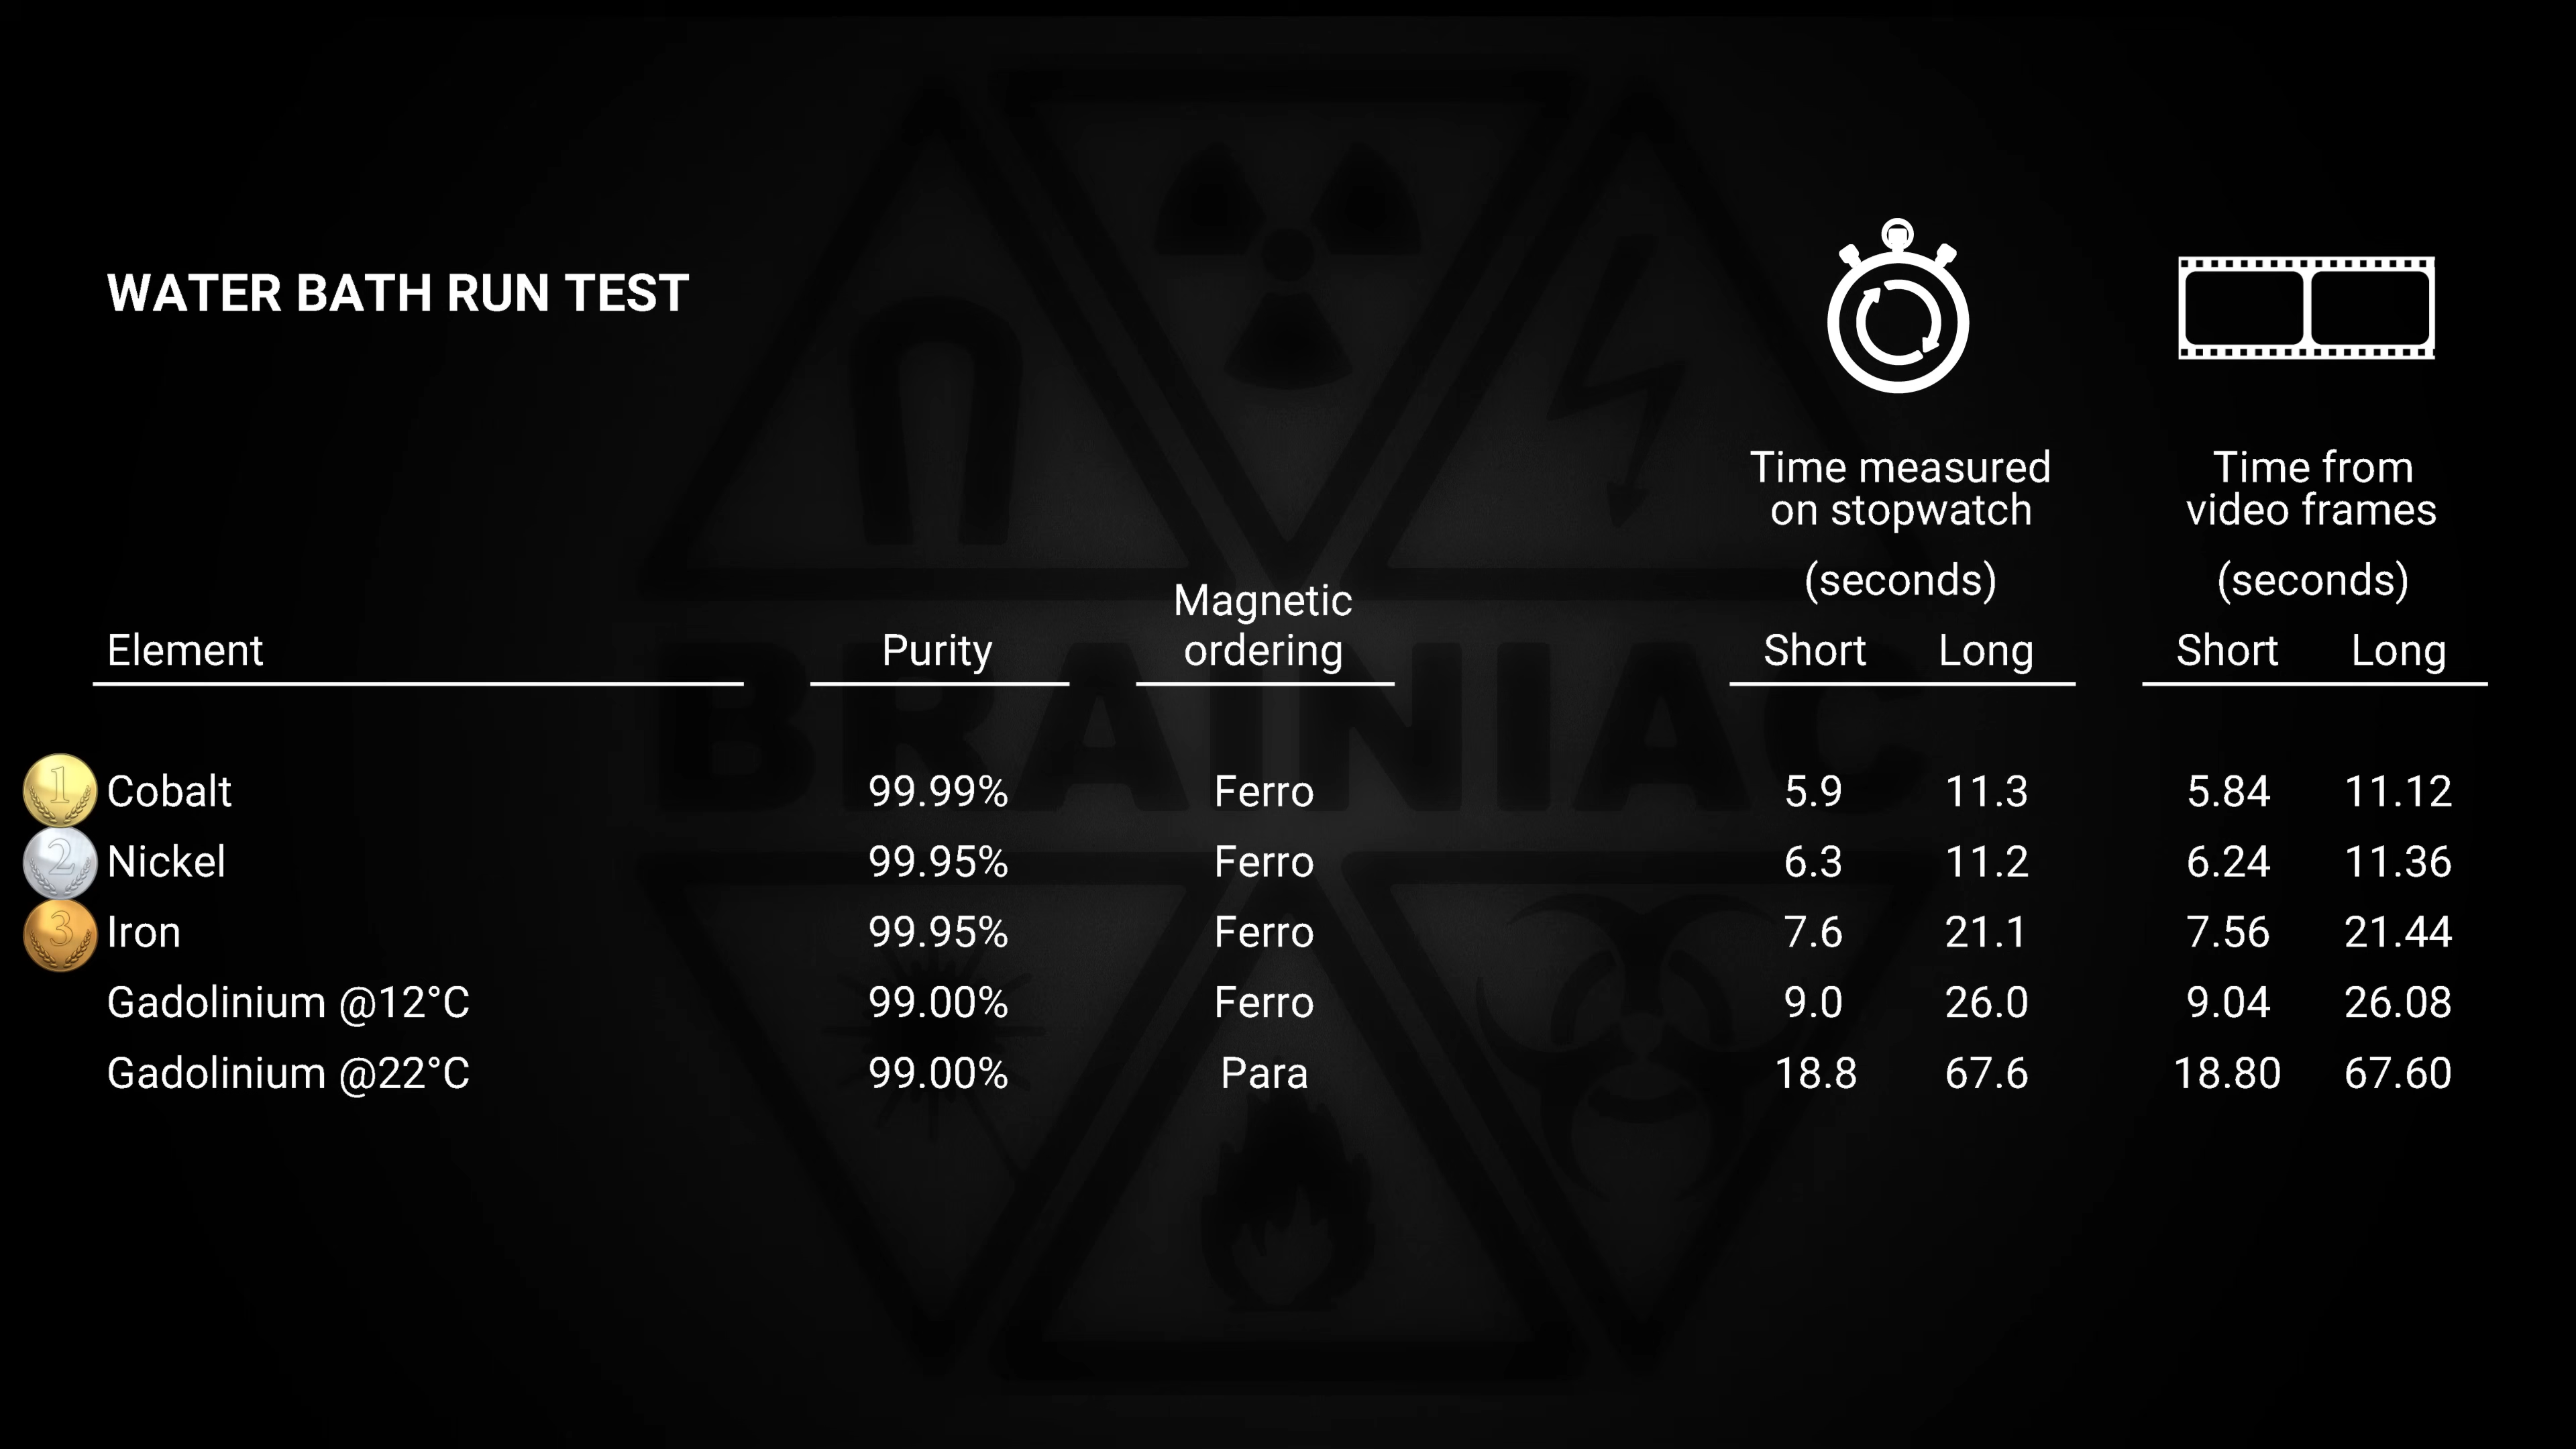 WATER BATH RUN TEST
Time measured
on stopwatch
(seconds)
Time from
video frames
(seconds)
Element
Purity
Magnetic
ordering
Short Long
Short Long
BRAINIAC
1 Cobalt 99.99% Ferro 5.9 11.3 5.84 11.12
2 Nickel 99.95% Ferro 6.3 11.2 6.24 11.36
3 Iron 99.95% Ferro 7.6 21.1 7.56 21.44
Gadolinium @12°C 99.00% Ferro 9.0 26.0 9.04 26.08
Gadolinium @22°C 99.00% Para 18.8 67.6 18.80 67.60